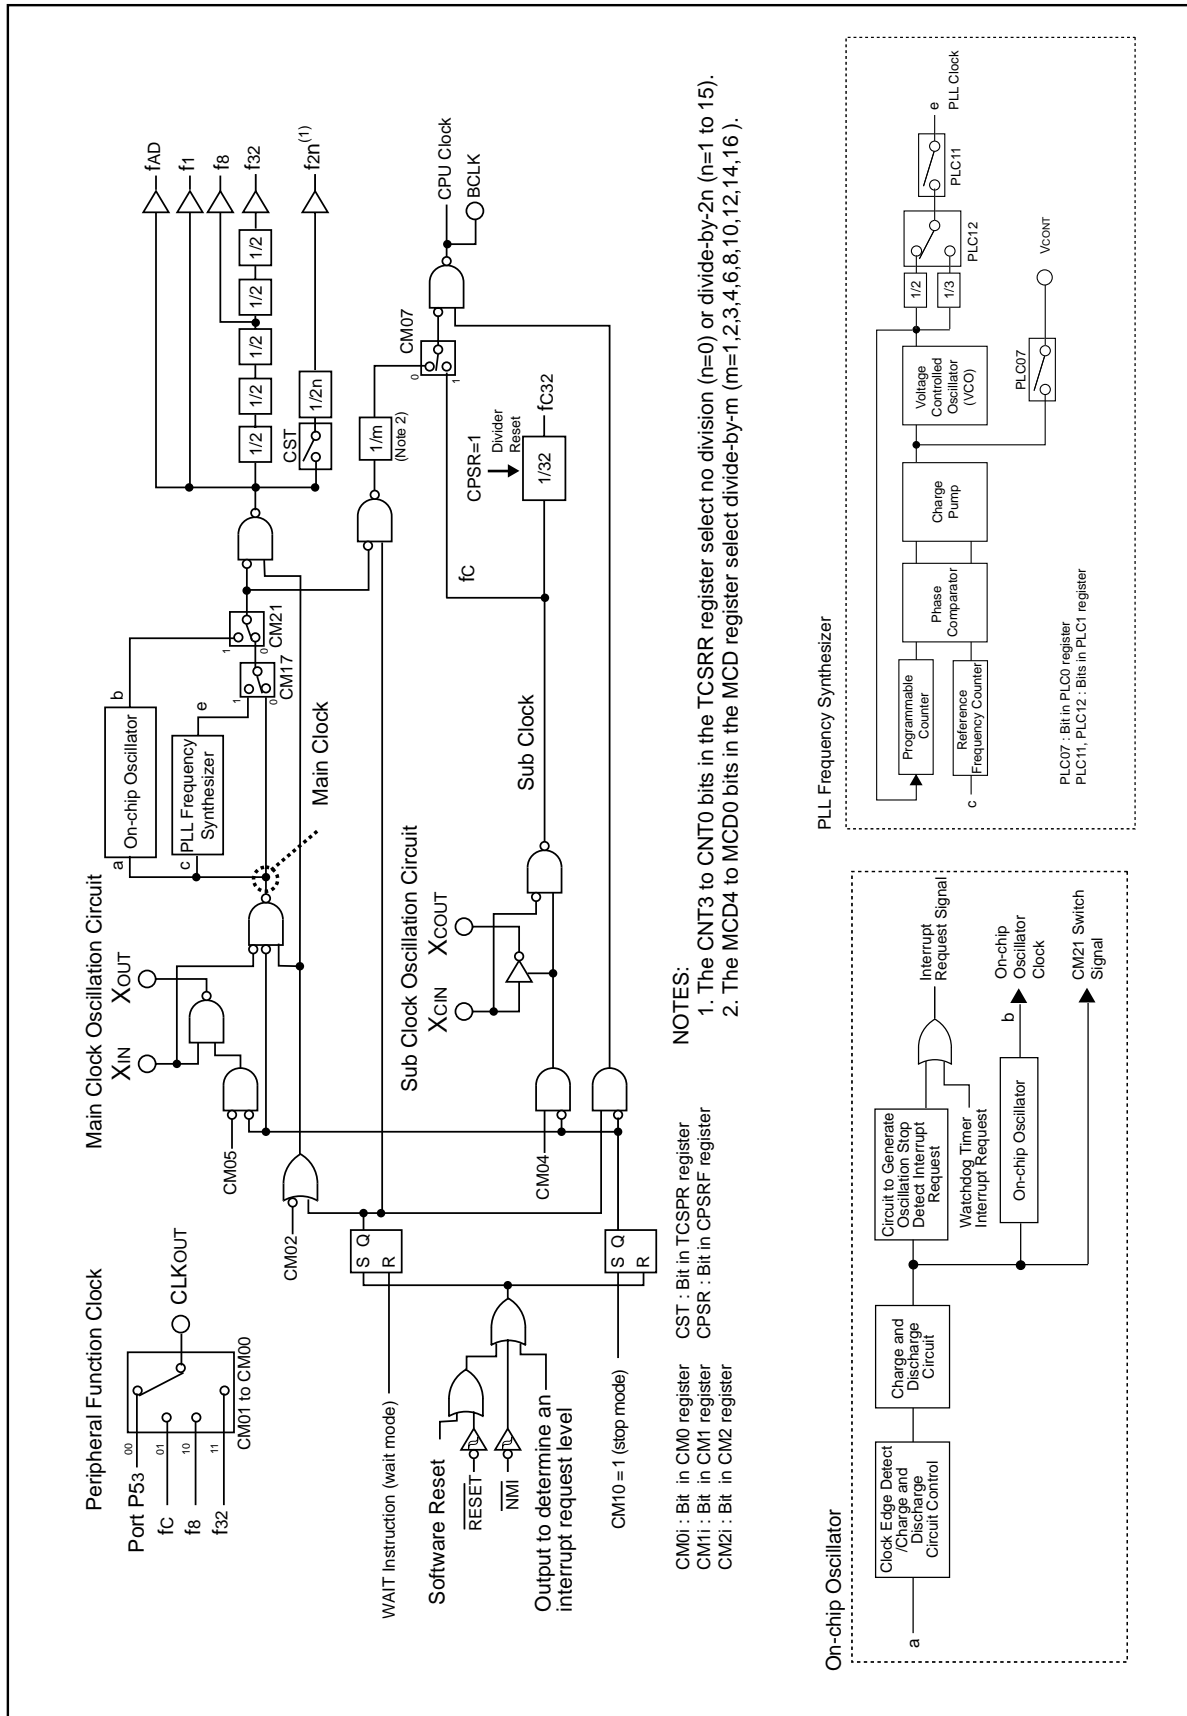 Peripheral Function Clock
Port P53
fC
f8
f32
00
01
10
11
CLKOUT
CM01 to CM00
Main Clock Oscillation Circuit
XIN
XOUT
CM05
CM02
a
On-chip Oscillator
b
c
PLL Frequency
Synthesizer
e
Main Clock
1
0
CM17
1
0
CM21
fAD
f1
f8
f32
f2n(1)
1/2
1/2
1/2
1/2
1/2
CST
1/2n
WAIT Instruction (wait mode)
S Q
R
Software Reset
RESET
NMI
Output to determine an
interrupt request level
CM10 = 1 (stop mode)
S Q
R
CM04
Sub Clock Oscillation Circuit
XCIN
XCOUT
Sub Clock
fC
1/m
(Note 2)
CPSR=1
Divider
Reset
1/32
fC32
0
1
CM07
CPU Clock
BCLK
CM0i : Bit in CM0 register
CM1i : Bit in CM1 register
CM2i : Bit in CM2 register
CST : Bit in TCSPR register
CPSR : Bit in CPSRF register
NOTES:
1. The CNT3 to CNT0 bits in the TCSRR register select no division (n=0) or divide-by-2n (n=1 to 15).
2. The MCD4 to MCD0 bits in the MCD register select divide-by-m (m=1,2,3,4,6,8,10,12,14,16 ).
On-chip Oscillator
a
Clock Edge Detect
/Charge and
Discharge
Circuit Control
Charge and
Discharge
Circuit
Circuit to Generate
Oscillation Stop
Detect Interrupt
Request
Watchdog Timer
Interrupt Request
Interrupt
Request Signal
On-chip Oscillator
b
On-chip
Oscillator
Clock
CM21 Switch
Signal
PLL Frequency Synthesizer
Programmable
Counter
c
Reference
Frequency Counter
Phase
Comparator
Charge
Pump
Voltage
Controlled
Oscillator
(VCO)
1/2
1/3
PLC12
PLC11
e
PLL Clock
PLC07
VCONT
PLC07 : Bit in PLC0 register
PLC11, PLC12 : Bits in PLC1 register